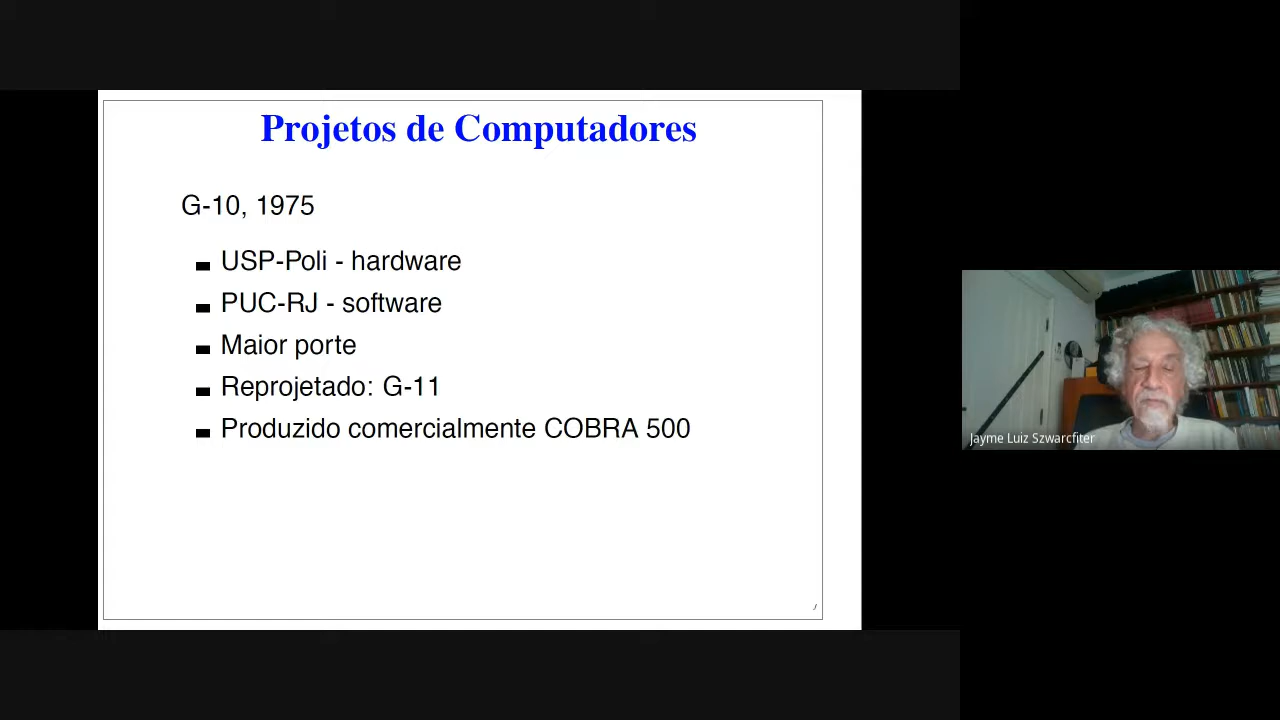 Projetos de Computadores
G-10, 1975
USP-Poli - hardware
PUC-RJ - software
Maior porte
Reprojetado: G-11
Produzido comercialmente COBRA 500
Jayme Luiz Szwarcfiter